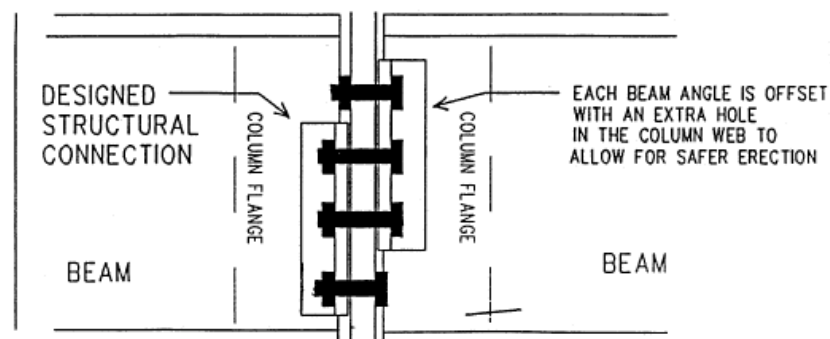 DESIGNED
STRUCTURAL
CONNECTION
COLUMN FLANGE
BEAM
COLUMN FLANGE
EACH BEAM ANGLE IS OFFSET
WITH AN EXTRA HOLE
IN THE COLUMN WEB TO
ALLOW FOR SAFER ERECTION
BEAM